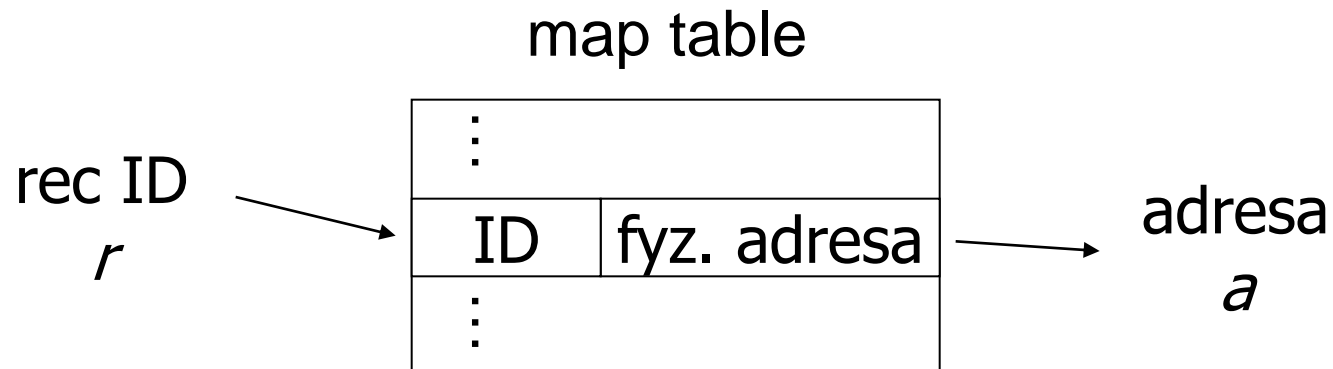 map table
⋮
rec ID
r
ID fyz. adresa
adresa
a
⋮